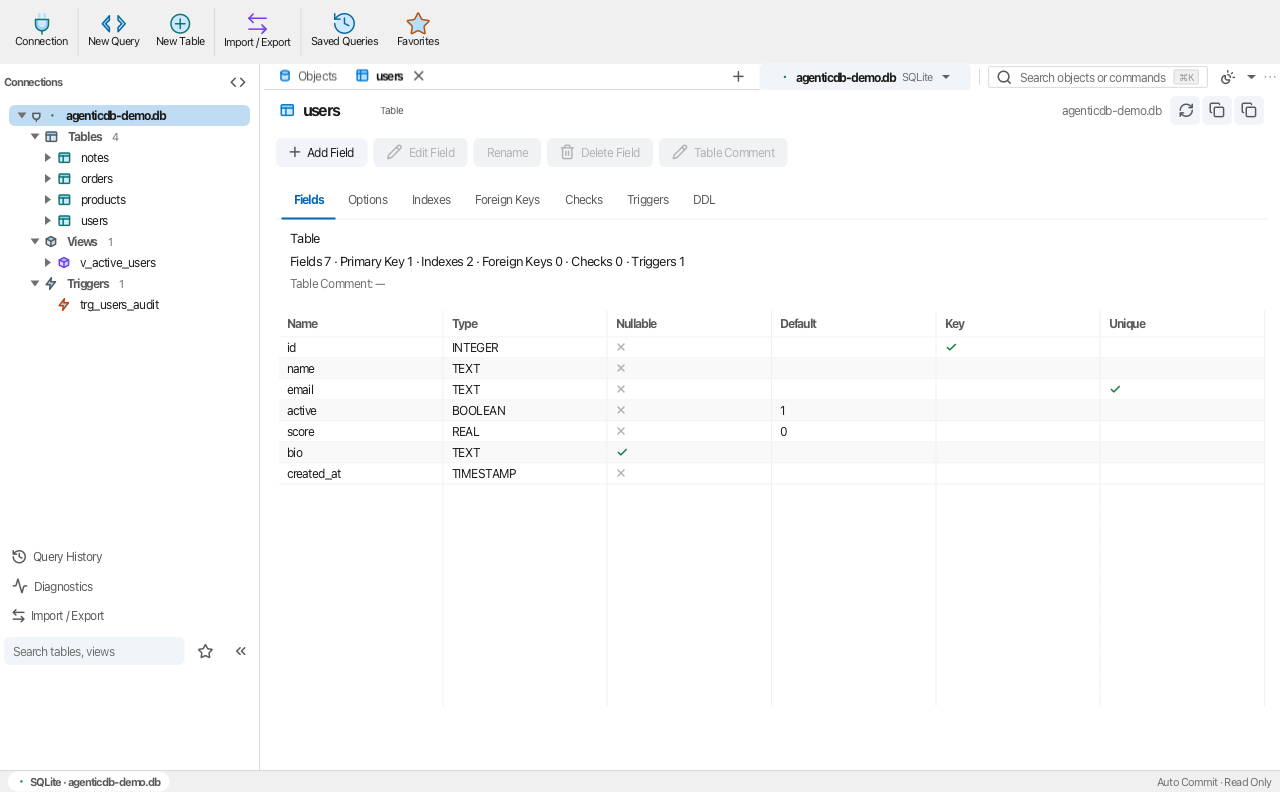 Connection
New Query
New Table
Import / Export
Saved Queries
Favorites
Connections
agenticdb-demo.db
Tables 4
notes
orders
products
users
Views 1
v_active_users
Triggers 1
trg_users_audit
Query History
Diagnostics
Import / Export
Search tables, views
Objects
users
agenticdb-demo.db SQLite
Search objects or commands ⌘K
users Table
agenticdb-demo.db
Add Field
Edit Field
Rename
Delete Field
Table Comment
Fields Options Indexes Foreign Keys Checks Triggers DDL
Table
Fields 7 · Primary Key 1 · Indexes 2 · Foreign Keys 0 · Checks 0 · Triggers 1
Table Comment: —
Name Type Nullable Default Key Unique
id INTEGER
name TEXT
email TEXT
active BOOLEAN 1
score REAL 0
bio TEXT
created_at TIMESTAMP
SQLite · agenticdb-demo.db
Auto Commit · Read Only